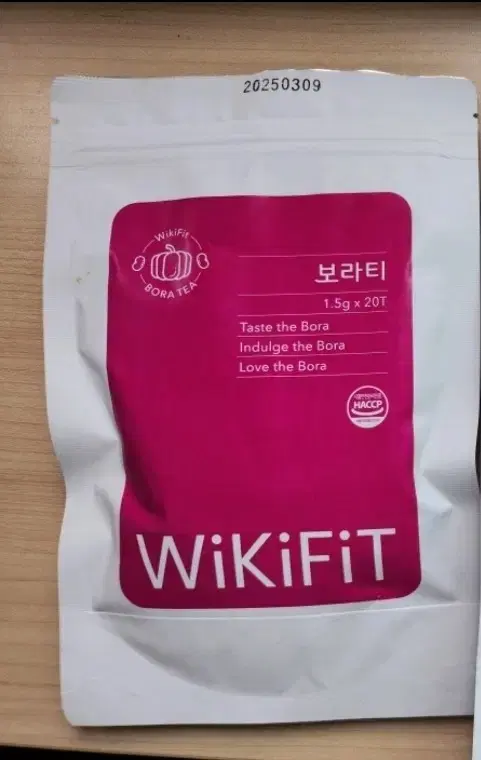 20250309
WikiFit
BORA TEA
보라티
1.5g x 20T
Taste the Bora
Indulge the Bora
Love the Bora
HACCP
WiKiFiT